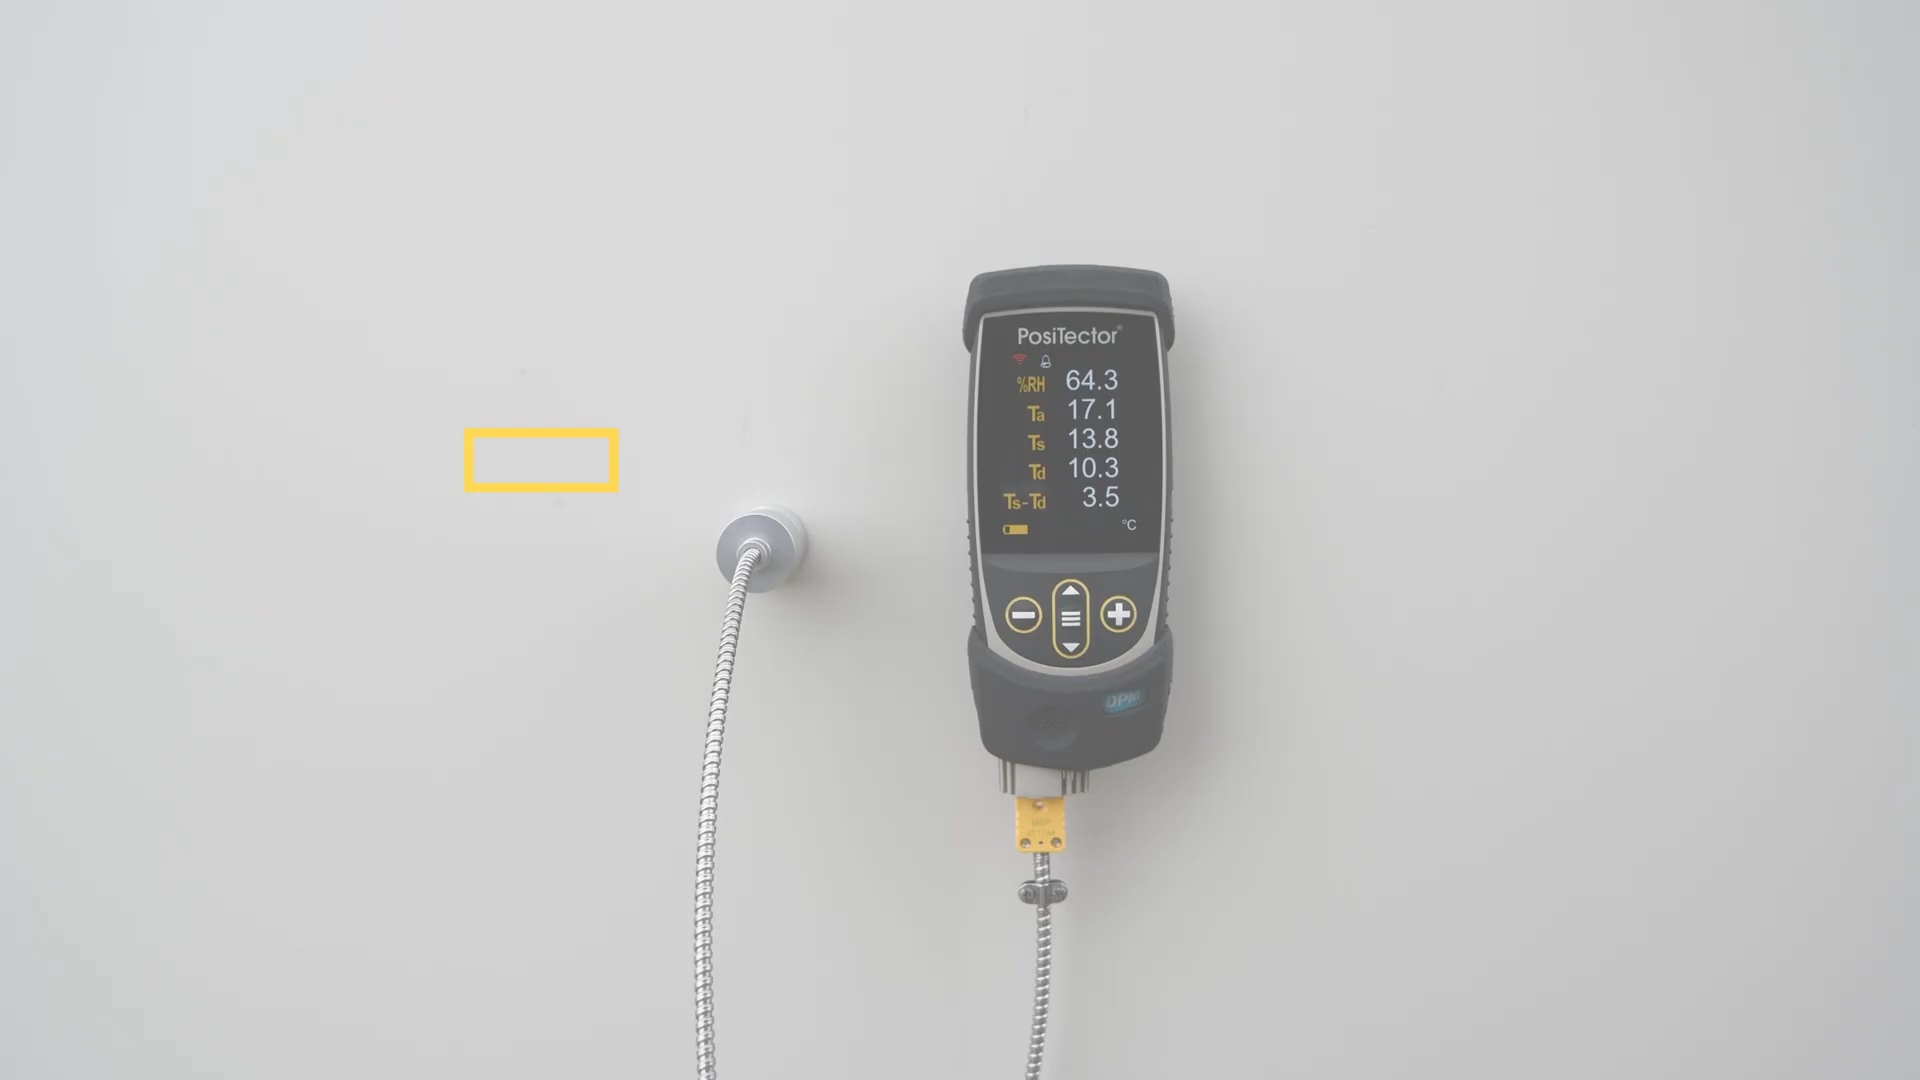 PosiTector®
%RH 64.3
Ta 17.1
Ts 13.8
Td 10.3
Ts-Td 3.5
°C
DPM